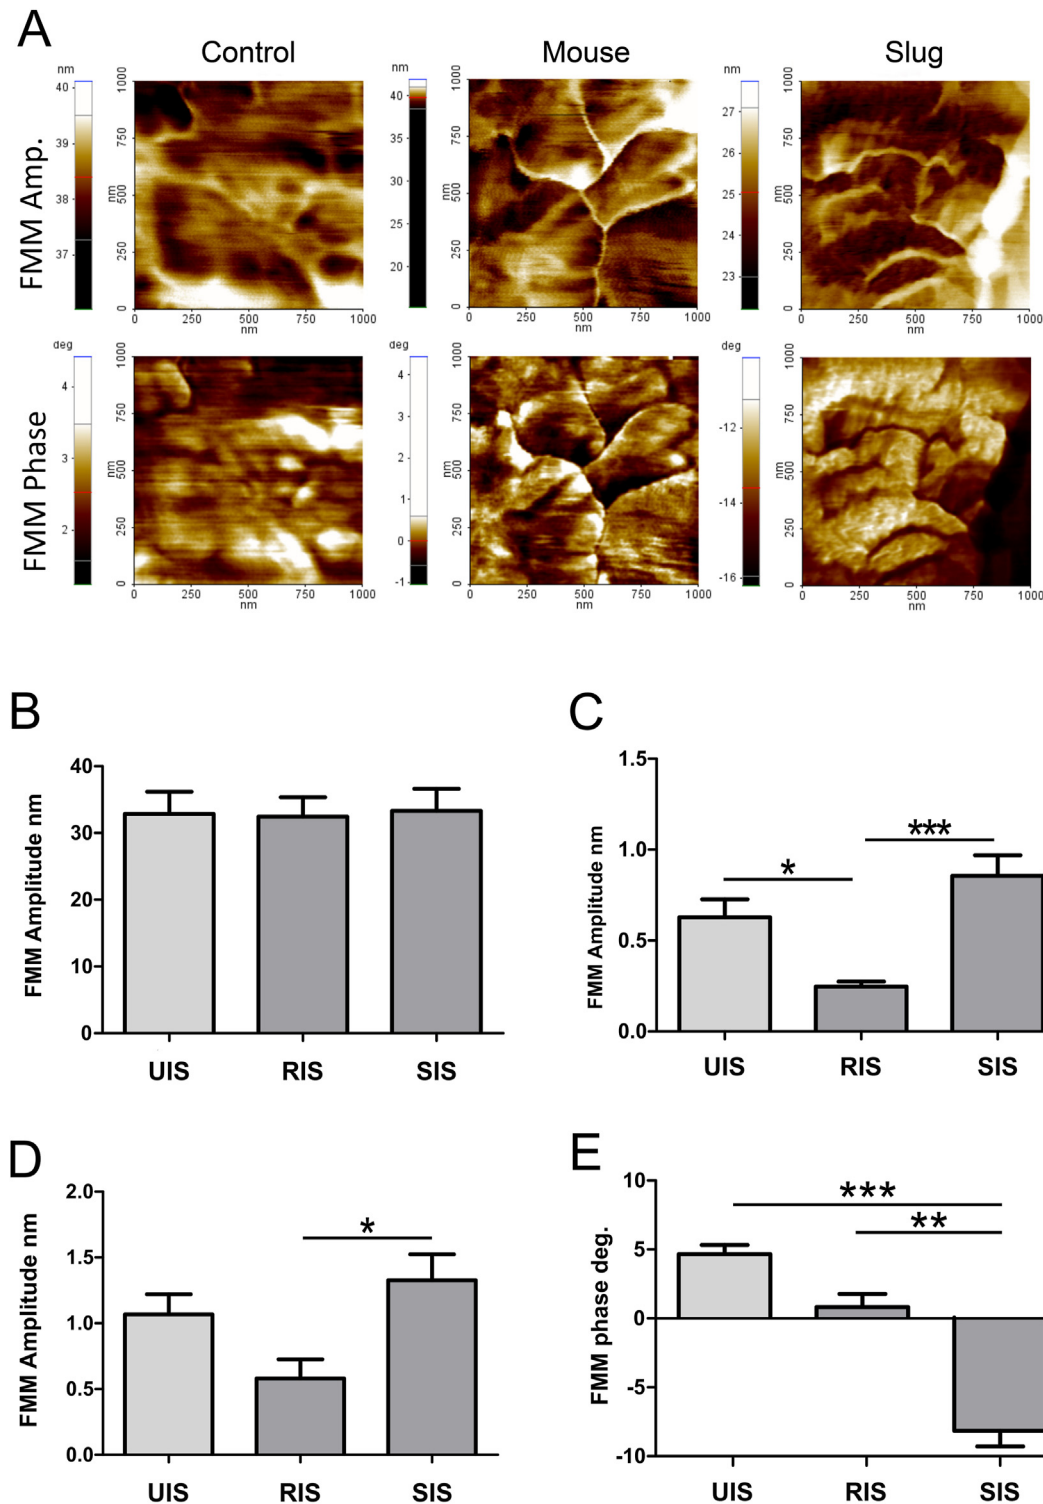 A
Control
Mouse
Slug
FMM Amp.
nm
40
39
38
37
1000
750
500
250
0
nm
0
250
500
750
1000
nm
nm
40
35
30
25
20
1000
750
500
250
0
nm
0
250
500
750
1000
nm
nm
27
26
25
24
23
1000
750
500
250
0
nm
0
250
500
750
1000
nm
FMM Phase
deg
4
3
2
1000
750
500
250
0
nm
0
250
500
750
1000
nm
deg
4
3
2
1
0
-1
1000
750
500
250
0
nm
0
250
500
750
1000
nm
deg
-12
-14
-16
1000
750
500
250
0
nm
0
250
500
750
1000
nm
B
FMM Amplitude nm
40
30
20
10
0
UIS
RIS
SIS
C
FMM Amplitude nm
1.5
1.0
0.5
0.0
*
***
UIS
RIS
SIS
D
FMM Amplitude nm
2.0
1.5
1.0
0.5
0.0
*
UIS
RIS
SIS
E
FMM phase deg.
10
5
0
-5
-10
***
**
UIS
RIS
SIS